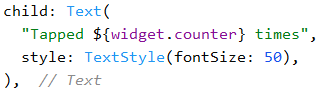 child: Text(
  "Tapped ${widget.counter} times",
  style: TextStyle(fontSize: 50),
),  // Text